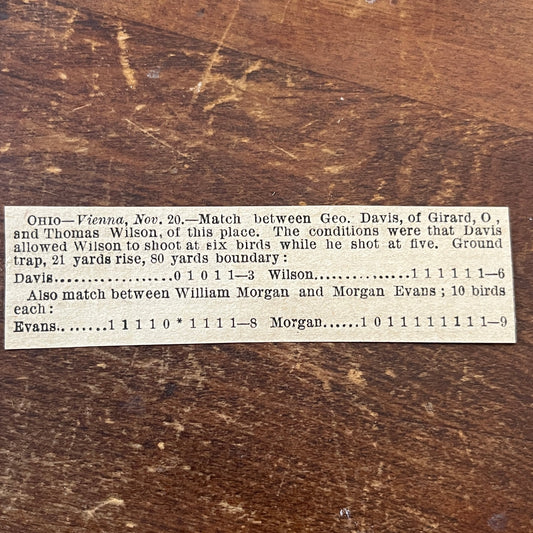 OHIO—Vienna, Nov. 20.—Match between Geo. Davis, of Girard, O ,
and Thomas Wilson, of this place. The conditions were that Davis
allowed Wilson to shoot at six birds while he shot at five. Ground
trap, 21 yards rise, 80 yards boundary:
Davis...................0 1 0 1 1—3 Wilson................1 1 1 1 1 1—6
Also match between William Morgan and Morgan Evans; 10 birds
each:
Evans.........1 1 1 1 0 * 1 1 1 1—8 Morgan......1 0 1 1 1 1 1 1 1 1—9